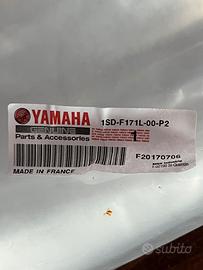 YAMAHA
1SD-F171L-00-P2
GENUINE
Parts & Accessories
1
F20170706
MADE IN FRANCE
subito